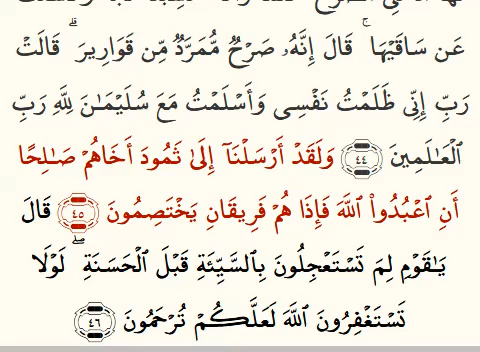 عَن سَاقَيْهَا ۚ قَالَ إِنَّهُۥ صَرْحٌ مُّمَرَّدٌ مِّن قَوَارِيرَ ۗ قَالَتْ
رَبِّ إِنِّى ظَلَمْتُ نَفْسِى وَأَسْلَمْتُ مَعَ سُلَيْمَـٰنَ لِلَّهِ رَبِّ
ٱلْعَـٰلَمِينَ ٤٤ وَلَقَدْ أَرْسَلْنَآ إِلَىٰ ثَمُودَ أَخَاهُمْ صَـٰلِحًا
أَنِ ٱعْبُدُوا۟ ٱللَّهَ فَإِذَا هُمْ فَرِيقَانِ يَخْتَصِمُونَ ٤٥ قَالَ
يَـٰقَوْمِ لِمَ تَسْتَعْجِلُونَ بِٱلسَّيِّئَةِ قَبْلَ ٱلْحَسَنَةِ ۖ لَوْلَا
تَسْتَغْفِرُونَ ٱللَّهَ لَعَلَّكُمْ تُرْحَمُونَ ٤٦